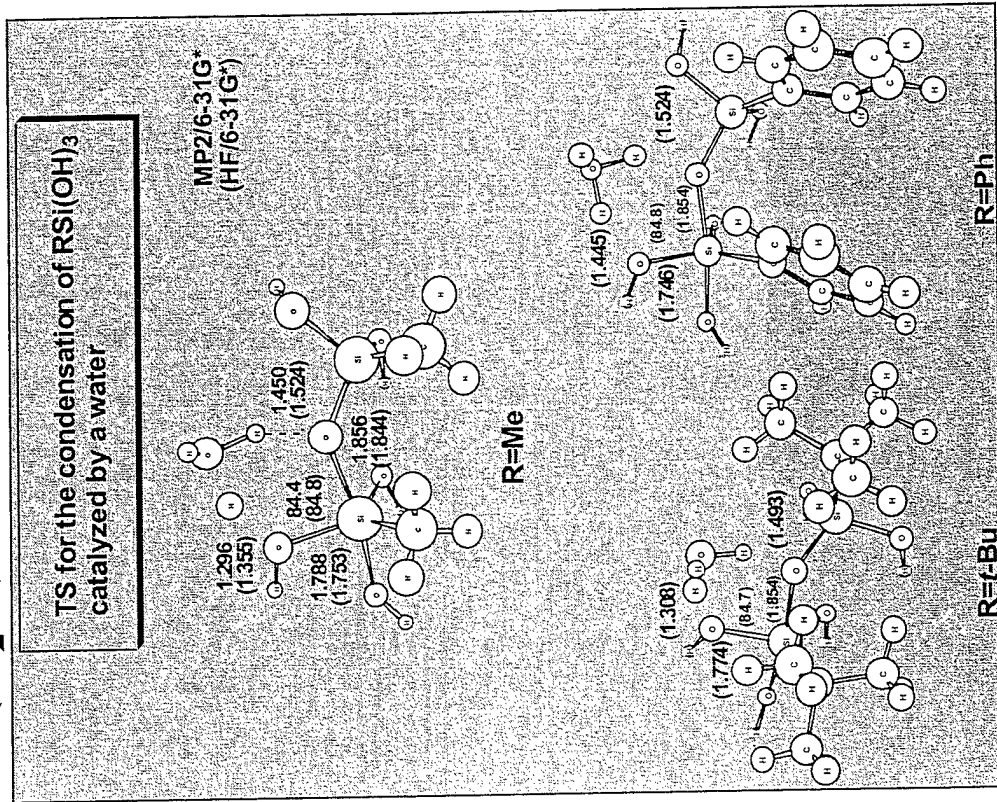 TS for the condensation of RSi(OH)3
catalyzed by a water
MP2/6-31G*
(HF/6-31G*)
1.296
(1.355)
84.4
(84.8)
1.450
(1.524)
1.788
(1.753)
1.856
(1.844)
R=Me
(1.308)
(84.7)
(1.774)
(1.854)
(1.493)
R=t-Bu
(1.445)
(84.8)
(1.746)
(1.854)
(1.524)
R=Ph